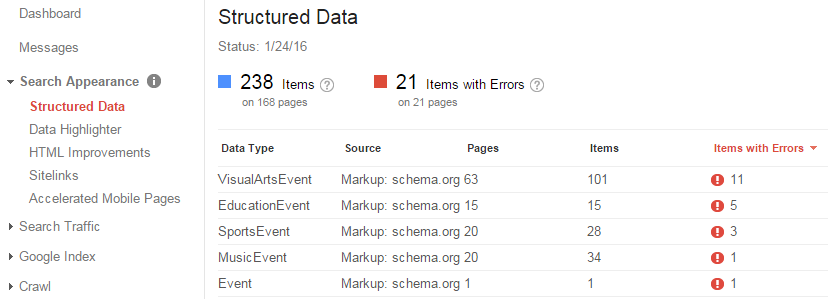 Dashboard
Messages
Search Appearance
Structured Data
Data Highlighter
HTML Improvements
Sitelinks
Accelerated Mobile Pages
Search Traffic
Google Index
Crawl
Structured Data
Status: 1/24/16
238 Items ? 21 Items with Errors ?
on 168 pages on 21 pages
Data Type Source Pages Items Items with Errors
VisualArtsEvent Markup: schema.org 63 101 11
EducationEvent Markup: schema.org 15 15 5
SportsEvent Markup: schema.org 20 28 3
MusicEvent Markup: schema.org 20 34 1
Event Markup: schema.org 1 1 1